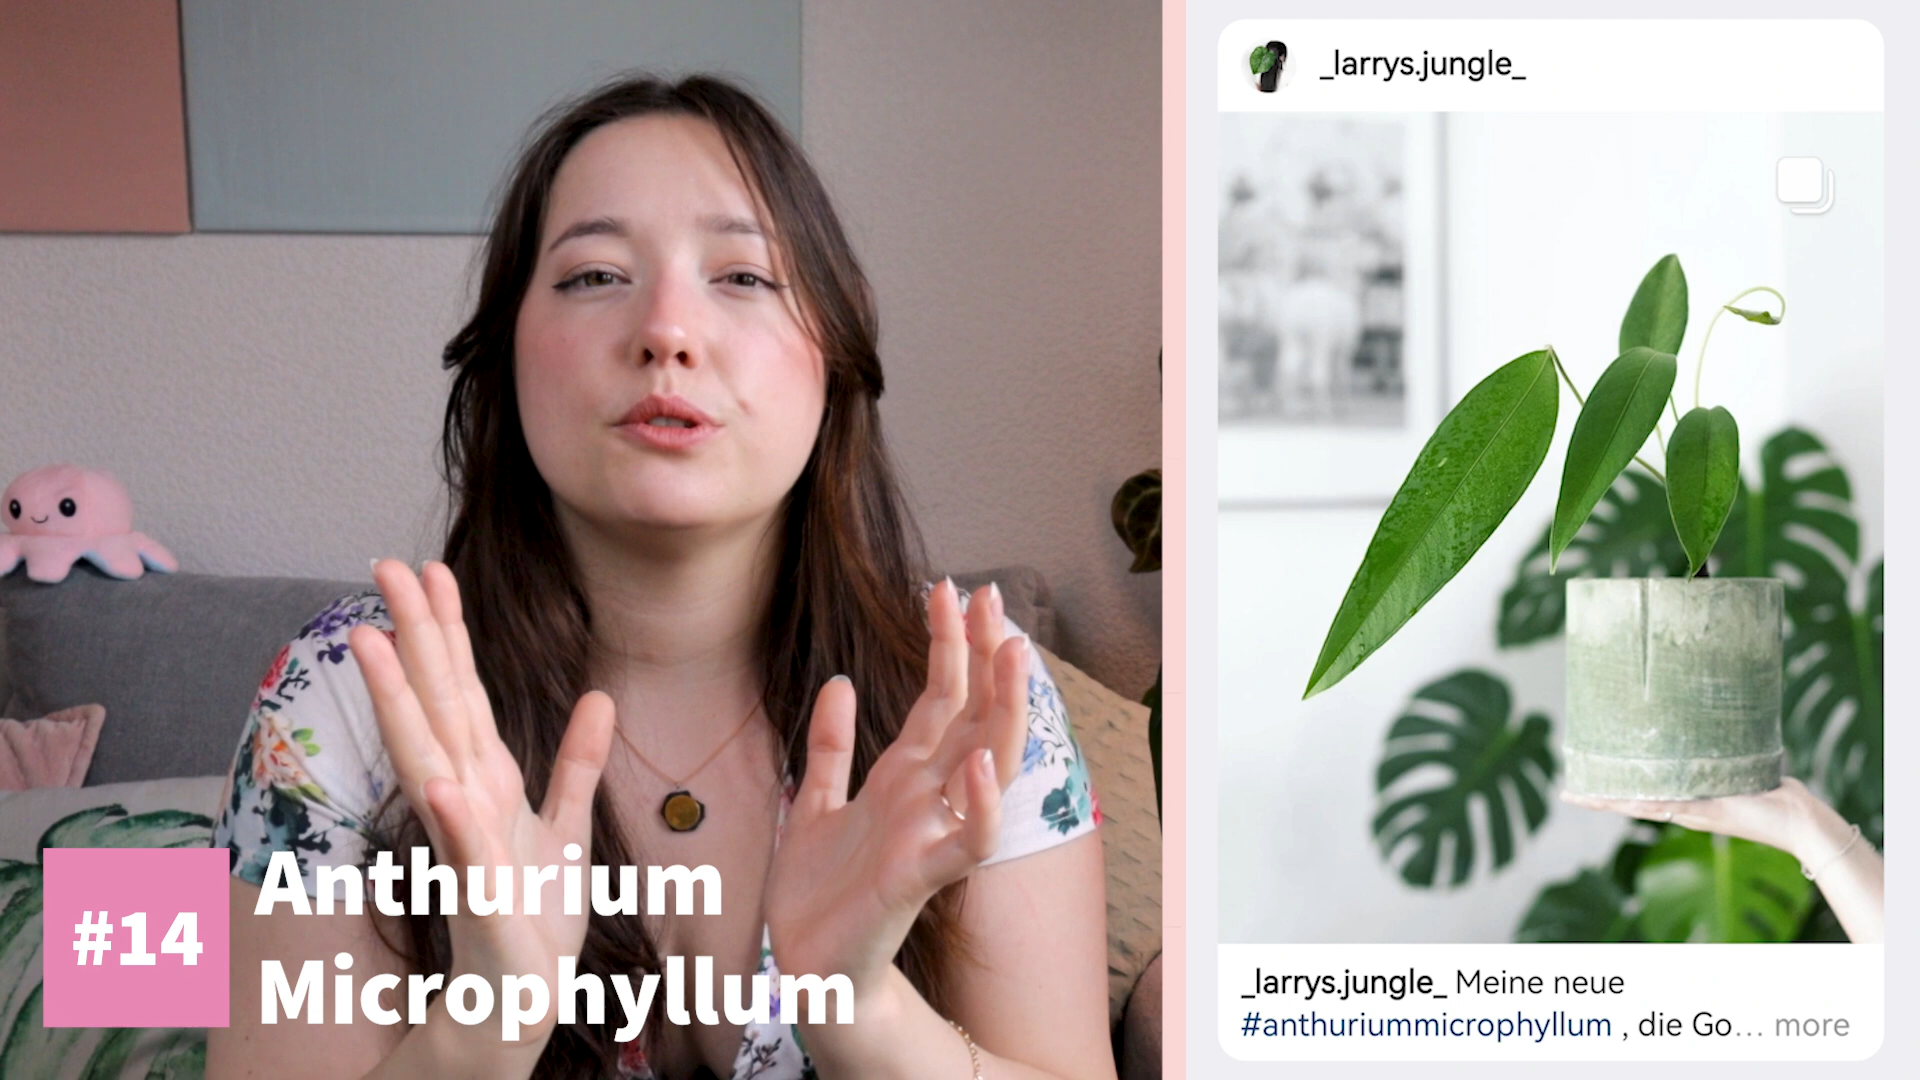 #14
Anthurium
Microphyllum
_larrys.jungle_
_larrys.jungle_ Meine neue
#anthuriummicrophyllum , die Go... more